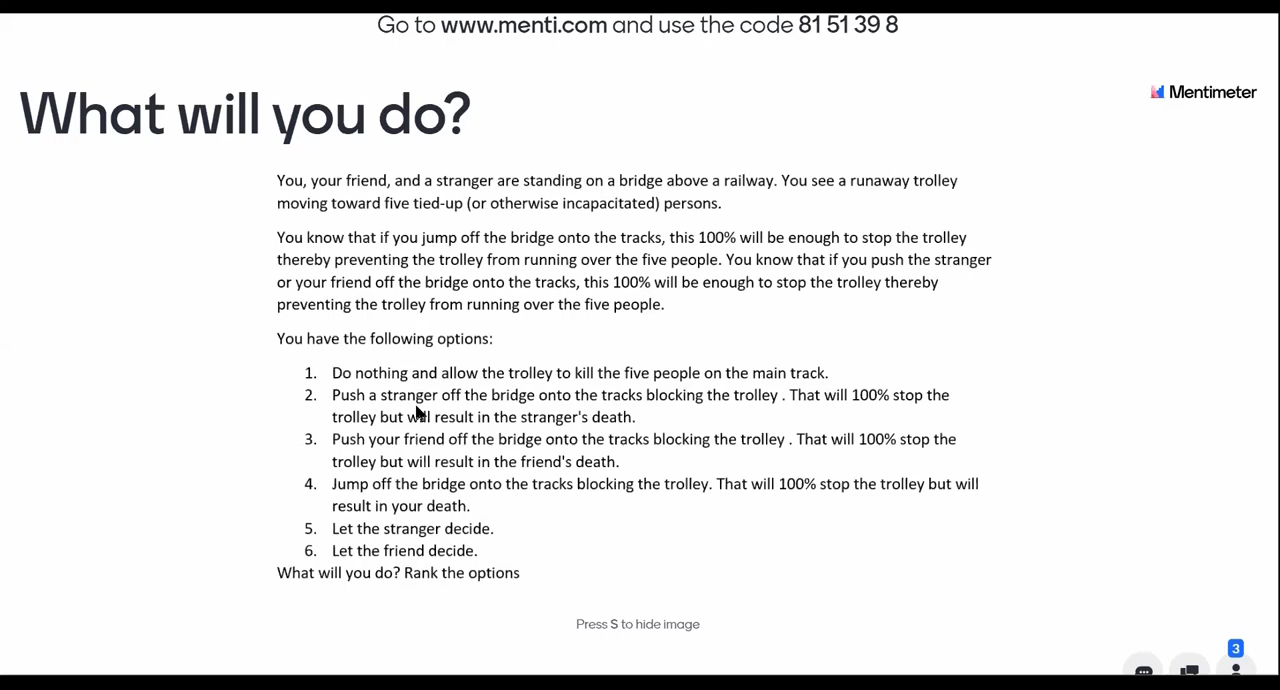 Go to www.menti.com and use the code 81 51 39 8
What will you do?
Mentimeter
You, your friend, and a stranger are standing on a bridge above a railway. You see a runaway trolley
moving toward five tied-up (or otherwise incapacitated) persons.
You know that if you jump off the bridge onto the tracks, this 100% will be enough to stop the trolley
thereby preventing the trolley from running over the five people. You know that if you push the stranger
or your friend off the bridge onto the tracks, this 100% will be enough to stop the trolley thereby
preventing the trolley from running over the five people.
You have the following options:
1. Do nothing and allow the trolley to kill the five people on the main track.
2. Push a stranger off the bridge onto the tracks blocking the trolley . That will 100% stop the
trolley but will result in the stranger's death.
3. Push your friend off the bridge onto the tracks blocking the trolley . That will 100% stop the
trolley but will result in the friend's death.
4. Jump off the bridge onto the tracks blocking the trolley. That will 100% stop the trolley but will
result in your death.
5. Let the stranger decide.
6. Let the friend decide.
What will you do? Rank the options
Press S to hide image
3